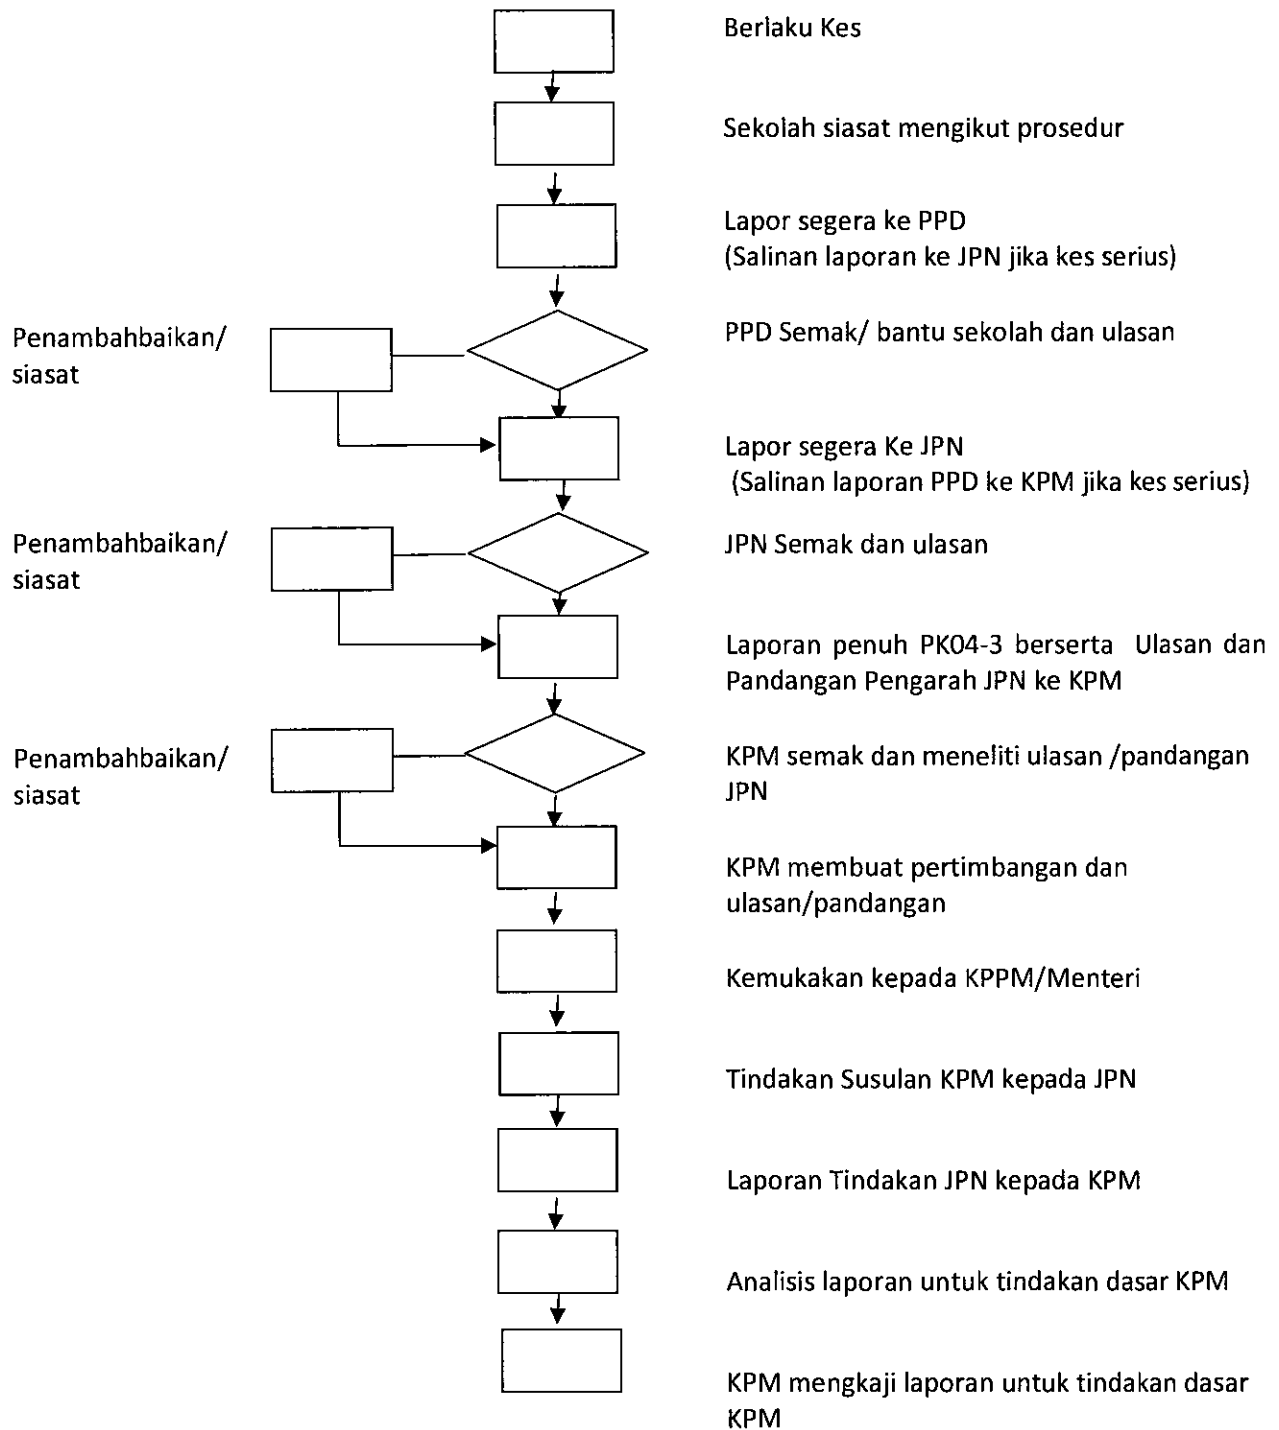 Berlaku Kes
Sekolah siasat mengikut prosedur
Lapor segera ke PPD
(Salinan laporan ke JPN jika kes serius)
Penambahbaikan/
siasat
PPD Semak/ bantu sekolah dan ulasan
Lapor segera Ke JPN
(Salinan laporan PPD ke KPM jika kes serius)
Penambahbaikan/
siasat
JPN Semak dan ulasan
Laporan penuh PK04-3 berserta Ulasan dan
Pandangan Pengarah JPN ke KPM
Penambahbaikan/
siasat
KPM semak dan meneliti ulasan /pandangan
JPN
KPM membuat pertimbangan dan
ulasan/pandangan
Kemukakan kepada KPPM/Menteri
Tindakan Susulan KPM kepada JPN
Laporan Tindakan JPN kepada KPM
Analisis laporan untuk tindakan dasar KPM
KPM mengkaji laporan untuk tindakan dasar
KPM